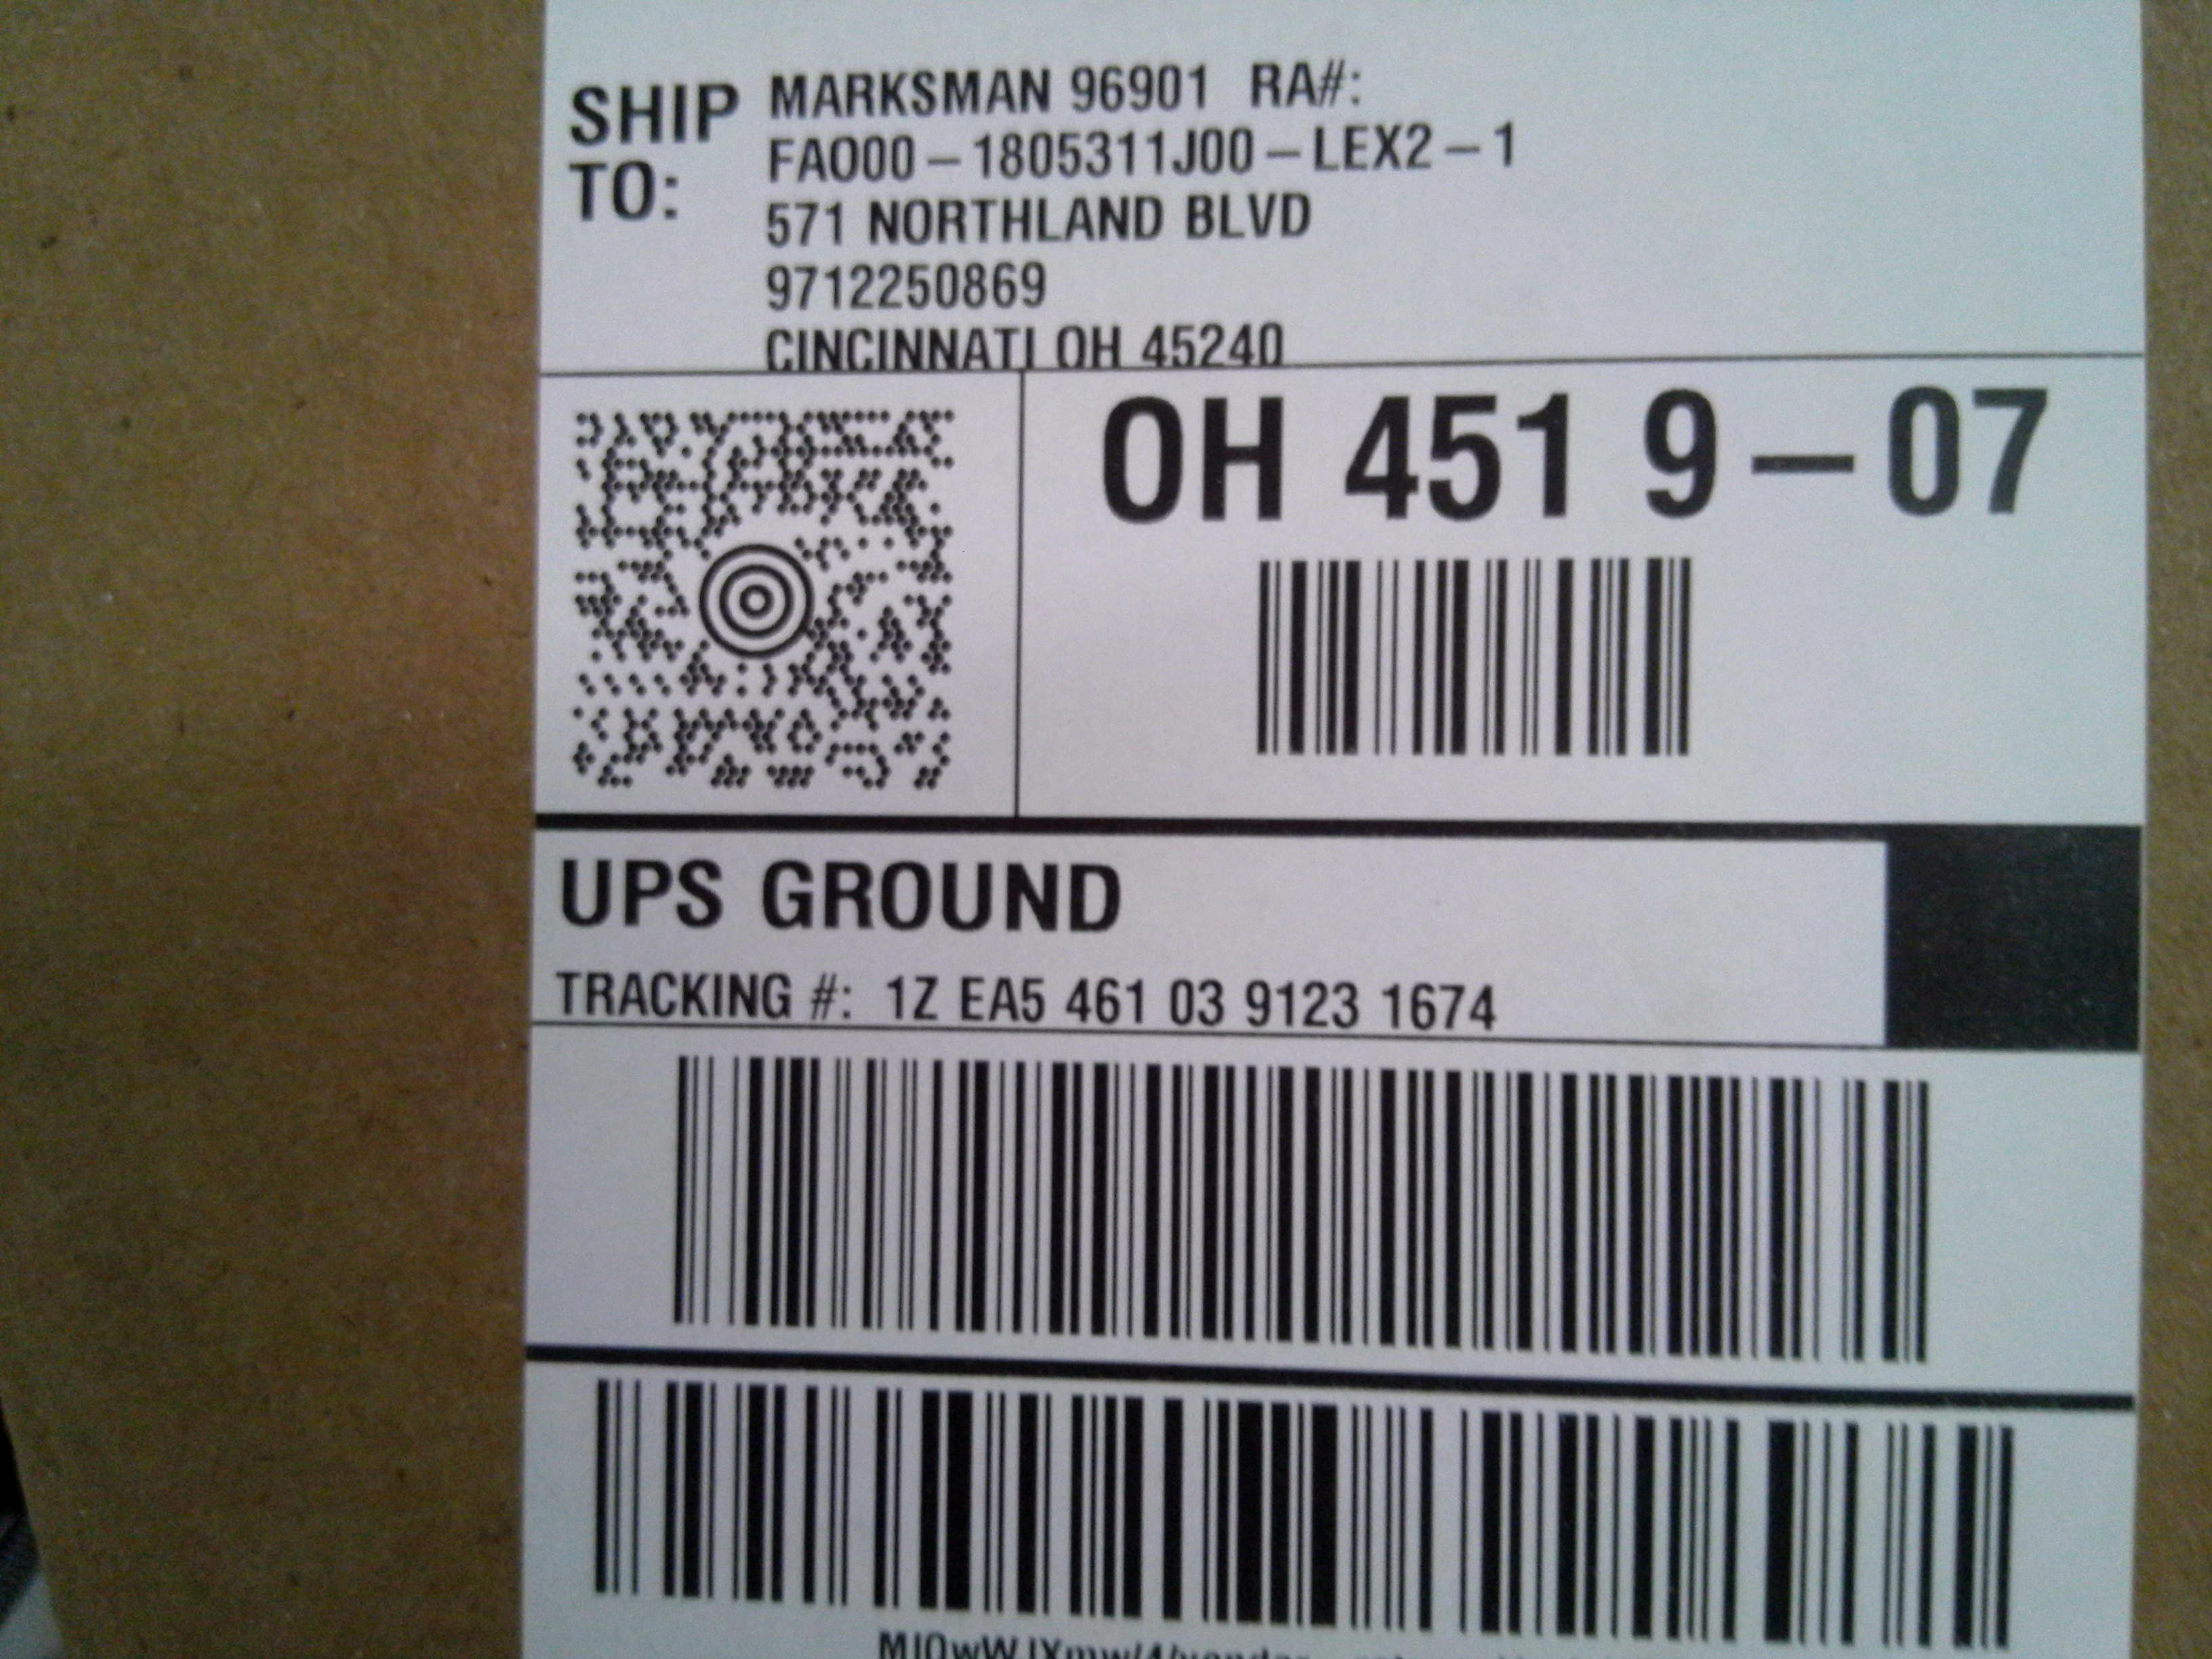 SHIP TO:
MARKSMAN 96901 RA#:
FAO00-1805311J00-LEX2-1
571 NORTHLAND BLVD
9712250869
CINCINNATI OH 45240
OH 451 9-07
UPS GROUND
TRACKING #: 1Z EA5 461 03 9123 1674